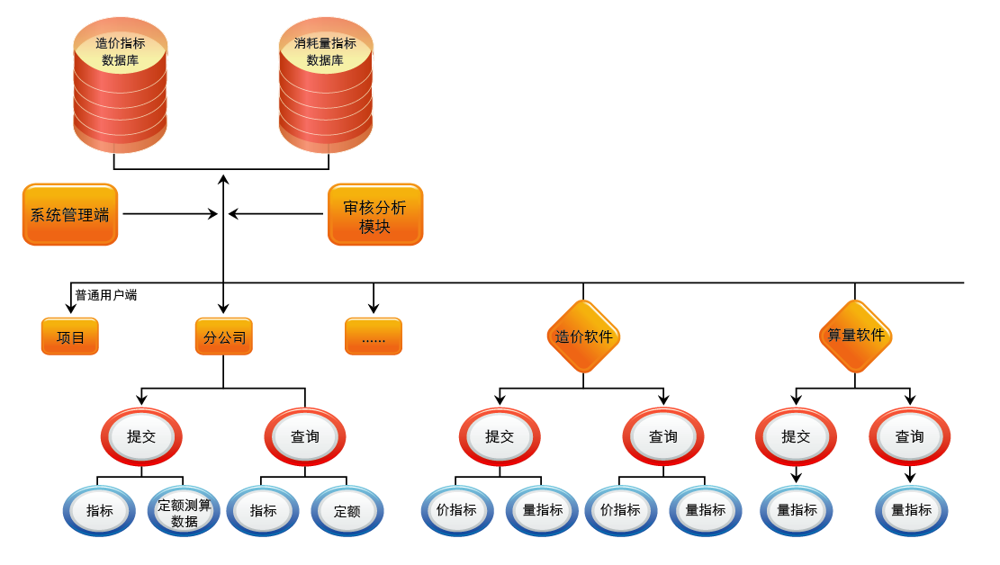 造价指标
数据库
消耗量指标
数据库
系统管理端
审核分析
模块
普通用户端
项目
分公司
......
造价软件
算量软件
提交
查询
提交
查询
提交
查询
指标
定额测算
数据
指标
定额
价指标
量指标
价指标
量指标
量指标
量指标